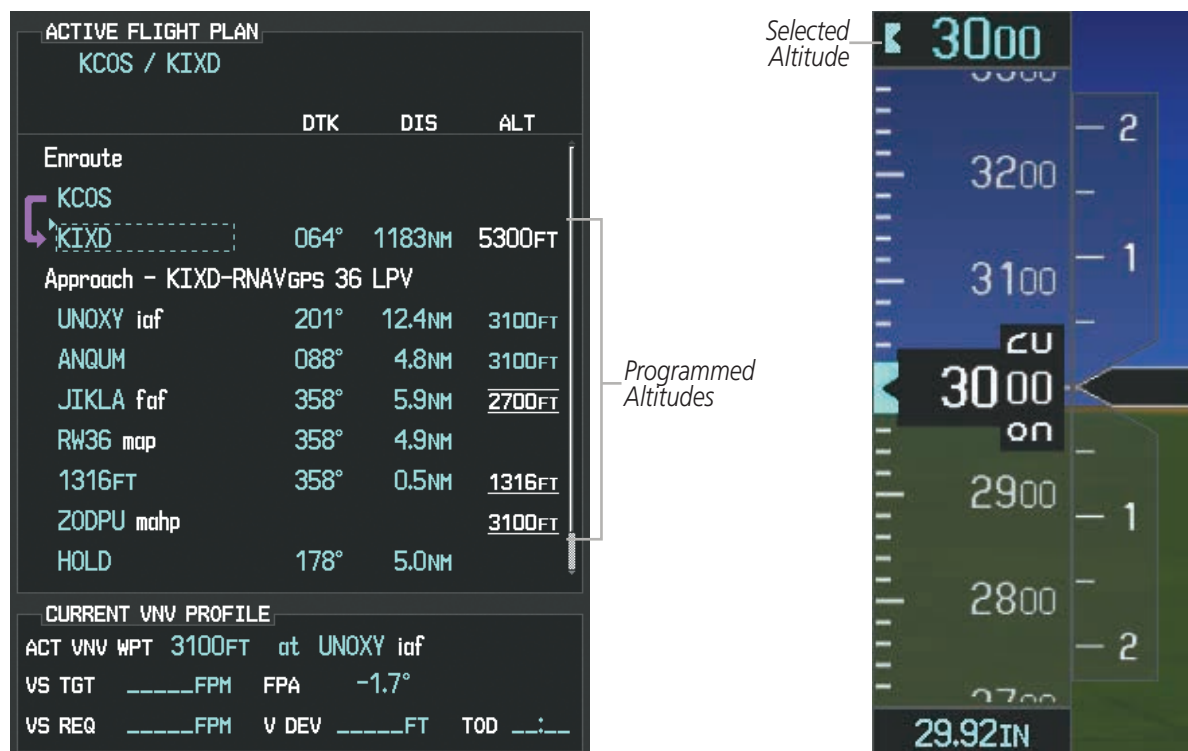 ACTIVE FLIGHT PLAN
KCOS / KIXD
DTK DIS ALT
Enroute
KCOS
KIXD 064° 1183NM 5300FT
Approach – KIXD-RNAVGPS 36 LPV
UNOXY iaf 201° 12.4NM 3100FT
ANQUM 088° 4.8NM 3100FT
JIKLA faf 358° 5.9NM 2700FT
RW36 map 358° 4.9NM
1316FT 358° 0.5NM 1316FT
ZODPU mahp 3100FT
HOLD 178° 5.0NM
CURRENT VNV PROFILE
ACT VNV WPT 3100FT at UNOXY iaf
VS TGT _____FPM FPA -1.7°
VS REQ _____FPM V DEV _____FT TOD __:__
Programmed
Altitudes
Selected
Altitude
3000
2
3200
1
3100
3000
2900
1
2800
2
29.92IN